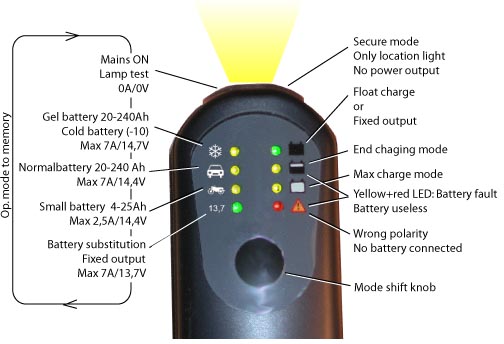 Op. mode to memory
Mains ON
Lamp test
0A/0V
Gel battery 20-240Ah
Cold battery (-10)
Max 7A/14,7V
Normalbattery 20-240 Ah
Max 7A/14,4V
Small battery 4-25Ah
Max 2,5A/14,4V
Battery substitution
Fixed output
Max 7A/13,7V
13,7
Secure mode
Only location light
No power output
Float charge
or
Fixed output
End chaging mode
Max charge mode
Yellow+red LED: Battery fault
Battery useless
Wrong polarity
No battery connected
Mode shift knob